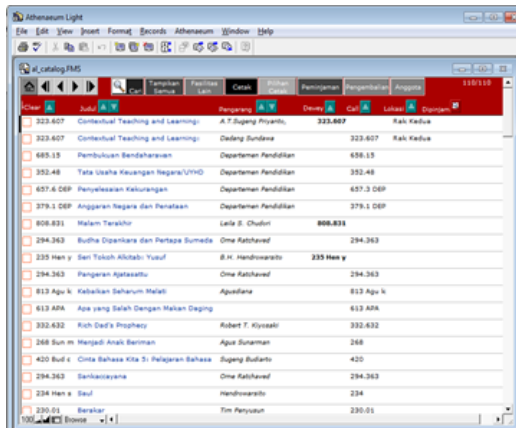 Athenaeum Light
File Edit View Insert Format Records Athenaeum Window Help
al_catalog.FMS
Cari Tampilkan Semua Fasilitas Lain Cetak Pilihan Cetak Peminjaman Pengembalian Anggota 110/110
Clear Judul Pengarang Dewey Call Lokasi Dipinjam
323.607 Contextual Teaching and Learning: A.T.Sugeng Priyanto, 323.607 Rak Kedua
323.607 Contextual Teaching and Learning: Dadang Sundawa 323.607 Rak Kedua
685.15 Pembukuan Bendaharawan Departemen Pendidikan 658.15
352.48 Tata Usaha Keuangan Negara/UYHD Departemen Pendidikan 352.48
657.6 DEP Penyelesaian Kekurangan Departemen Pendidikan 657.3 DEP
379.1 DEP Anggaran Negara dan Penataan Departemen Pendidikan 379.1 DEP
808.831 Malam Terakhir Leila S. Chudori 808.831
294.363 Budha Dipankara dan Pertapa Sumeda Orne Ratchaved 294.363
235 Hen y Seri Tokoh Alkitab: Yusuf B.H. Hendrowarsito 235 Hen y
294.363 Pangeran Ajatasattu Orne Ratchaved 294.363
813 Agu k Kebaikan Seharum Melati Agusdiana 813 Agu k
613 APA Apa yang Salah Dengan Makan Daging 613 APA
332.632 Rich Dad's Prophecy Robert T. Kiyosaki 332.632
268 Sun m Menjadi Anak Beriman Agus Sunarman 268
420 Bud c Cinta Bahasa Kita 5: Pelajaran Bahasa Sugeng Budiarto 420
294.363 Sankaccayana Orne Ratchaved 294.363
234 Hen s Saul Hendrowarsito 234
230.01 Berakar Tim Penyusun 230.01
100 Browse